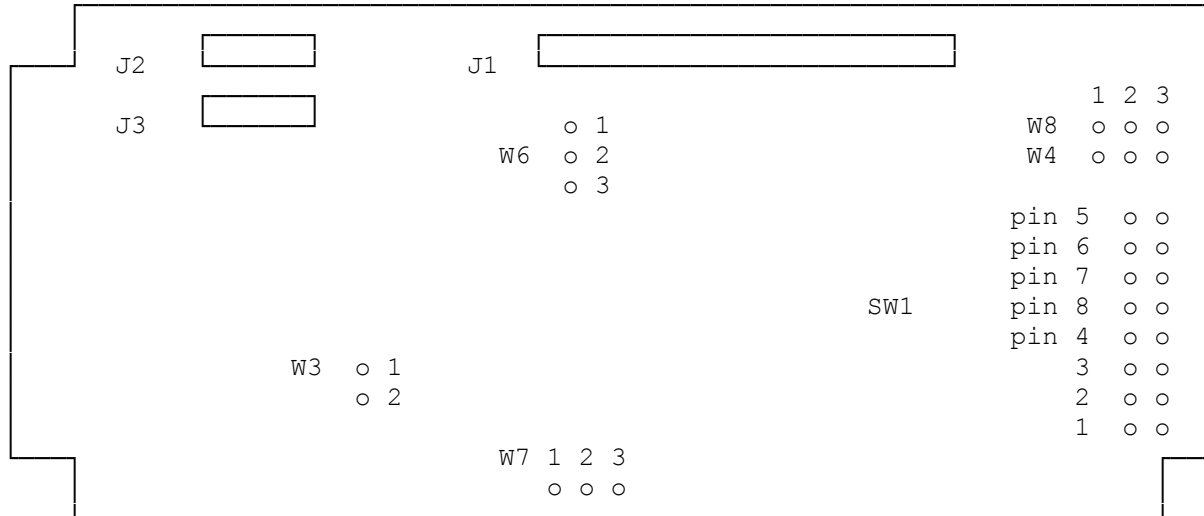 J2 J1
1 2 3
J3 ○ 1 W8 ○ ○ ○
W6 ○ 2 W4 ○ ○ ○
○ 3
pin 5 ○ ○
pin 6 ○ ○
pin 7 ○ ○
SW1 pin 8 ○ ○
pin 4 ○ ○
W3 ○ 1 3 ○ ○
○ 2 2 ○ ○
1 ○ ○
W7 1 2 3
○ ○ ○